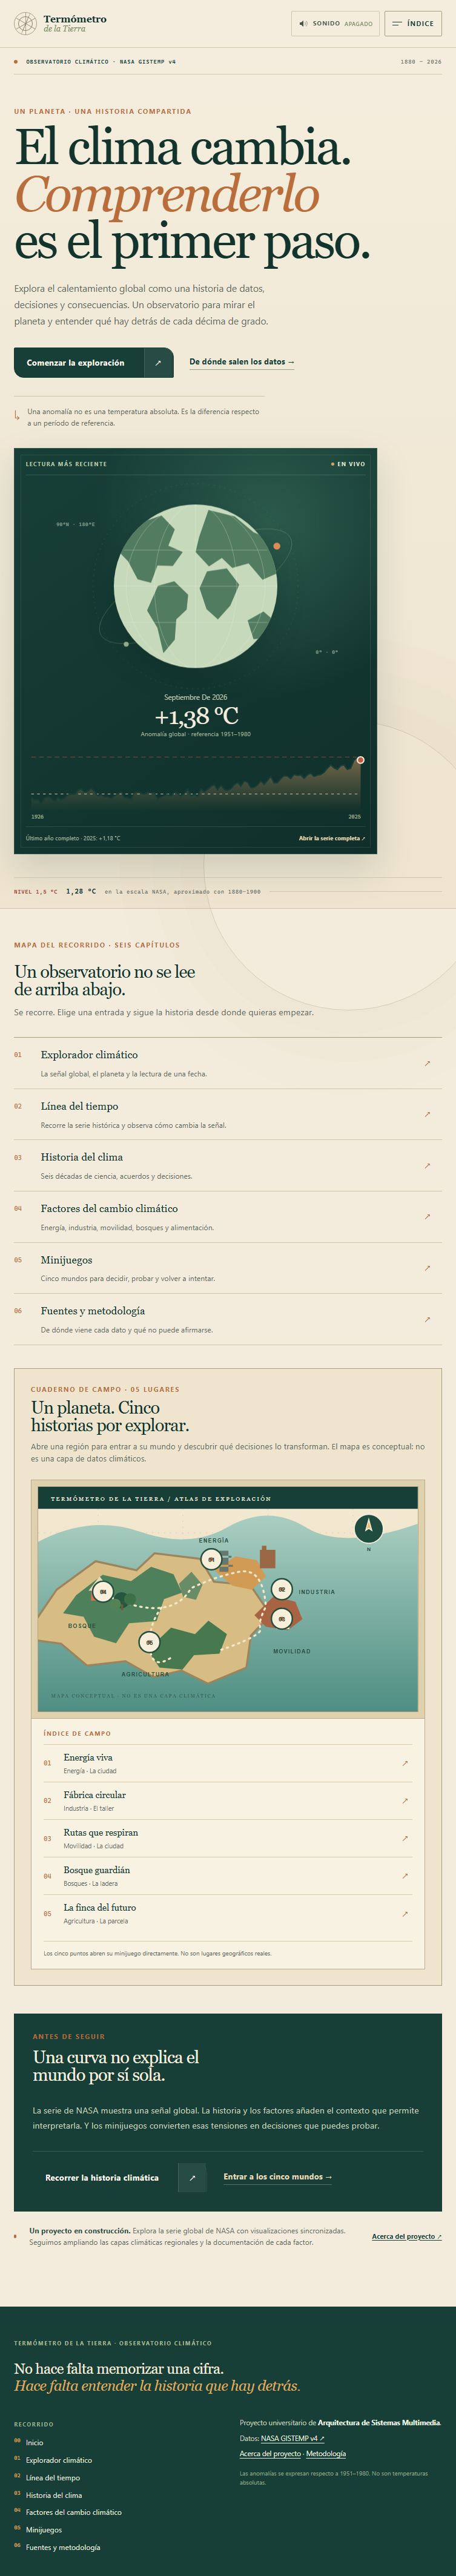 Termómetro
de la Tierra
SONIDO APAGADO
ÍNDICE
OBSERVATORIO CLIMÁTICO · NASA GISTEMP v4
1880 — 2026
UN PLANETA · UNA HISTORIA COMPARTIDA
El clima cambia.
Comprenderlo
es el primer paso.
Explora el calentamiento global como una historia de datos,
decisiones y consecuencias. Un observatorio para mirar el
planeta y entender qué hay detrás de cada décima de grado.
Comenzar la exploración ↗
De dónde salen los datos →
↳ Una anomalía no es una temperatura absoluta. Es la diferencia respecto
a un período de referencia.
LECTURA MÁS RECIENTE
EN VIVO
90°N · 180°E
0° · 0°
Septiembre De 2026
+1,38 °C
Anomalía global · referencia 1951–1980
1926
2025
Último año completo · 2025: +1,18 °C
Abrir la serie completa ↗
NIVEL 1,5 °C 1,28 °C en la escala NASA, aproximado con 1880–1900
MAPA DEL RECORRIDO · SEIS CAPÍTULOS
Un observatorio no se lee
de arriba abajo.
Se recorre. Elige una entrada y sigue la historia desde donde quieras empezar.
01 Explorador climático ↗
La señal global, el planeta y la lectura de una fecha.
02 Línea del tiempo ↗
Recorre la serie histórica y observa cómo cambia la señal.
03 Historia del clima ↗
Seis décadas de ciencia, acuerdos y decisiones.
04 Factores del cambio climático ↗
Energía, industria, movilidad, bosques y alimentación.
05 Minijuegos ↗
Cinco mundos para decidir, probar y volver a intentar.
06 Fuentes y metodología ↗
De dónde viene cada dato y qué no puede afirmarse.
CUADERNO DE CAMPO · 05 LUGARES
Un planeta. Cinco
historias por explorar.
Abre una región para entrar a su mundo y descubrir qué decisiones lo transforman. El mapa es conceptual: no
es una capa de datos climáticos.
TERMÓMETRO DE LA TIERRA / ATLAS DE EXPLORACIÓN
N
ENERGÍA
01
02
INDUSTRIA
03
MOVILIDAD
04
BOSQUE
05
AGRICULTURA
MAPA CONCEPTUAL · NO ES UNA CAPA CLIMÁTICA
ÍNDICE DE CAMPO
01 Energía viva ↗
Energía · La ciudad
02 Fábrica circular ↗
Industria · El taller
03 Rutas que respiran ↗
Movilidad · La ciudad
04 Bosque guardián ↗
Bosques · La ladera
05 La finca del futuro ↗
Agricultura · La parcela
Los cinco puntos abren su minijuego directamente. No son lugares geográficos reales.
ANTES DE SEGUIR
Una curva no explica el
mundo por sí sola.
La serie de NASA muestra una señal global. La historia y los factores añaden el contexto que permite
interpretarla. Y los minijuegos convierten esas tensiones en decisiones que puedes probar.
Recorrer la historia climática ↗
Entrar a los cinco mundos →
Un proyecto en construcción. Explora la serie global de NASA con visualizaciones sincronizadas.
Seguimos ampliando las capas climáticas regionales y la documentación de cada factor.
Acerca del proyecto ↗
TERMÓMETRO DE LA TIERRA · OBSERVATORIO CLIMÁTICO
No hace falta memorizar una cifra.
Hace falta entender la historia que hay detrás.
RECORRIDO
00 Inicio
01 Explorador climático
02 Línea del tiempo
03 Historia del clima
04 Factores del cambio climático
05 Minijuegos
06 Fuentes y metodología
Proyecto universitario de Arquitectura de Sistemas Multimedia.
Datos: NASA GISTEMP v4 ↗
Acerca del proyecto · Metodología
Las anomalías se expresan respecto a 1951–1980. No son temperaturas
absolutas.